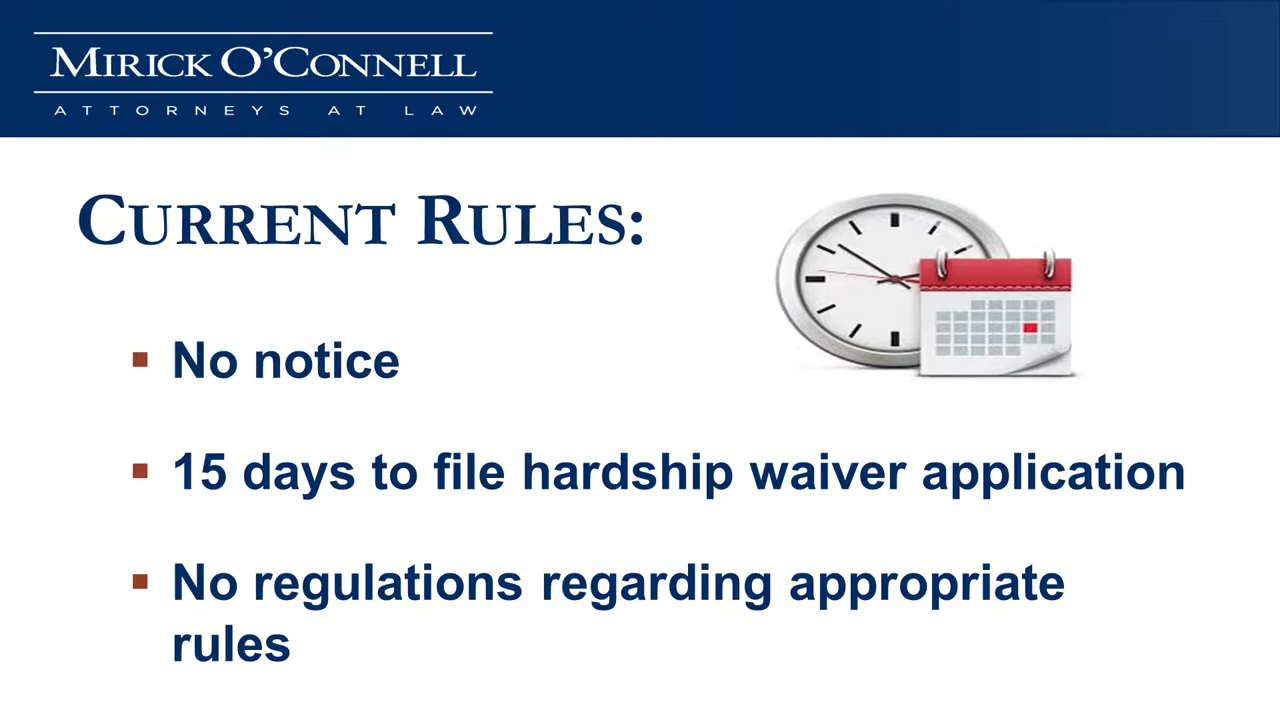 MIRICK O'CONNELL
ATTORNEYS AT LAW
CURRENT RULES:
▪ No notice
▪ 15 days to file hardship waiver application
▪ No regulations regarding appropriate
rules